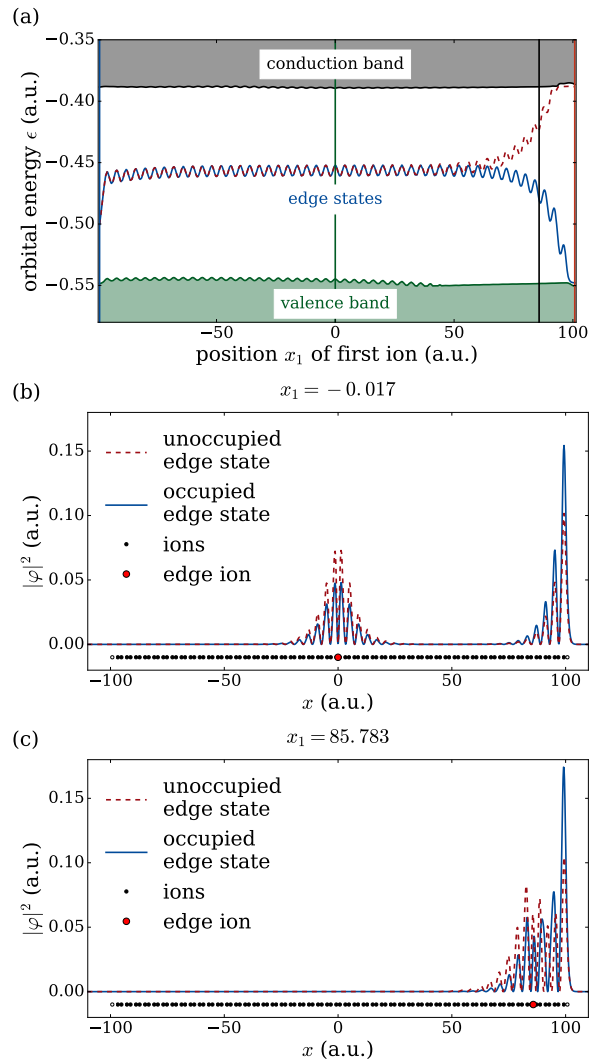 (a)
−0.35
−0.40
−0.45
−0.50
−0.55
orbital energy ϵ (a.u.)
conduction band
edge states
valence band
−50
0
50
100
position x₁ of first ion (a.u.)
(b)
x₁ = −0.017
0.15
0.10
0.05
0.00
|φ|² (a.u.)
unoccupied
edge state
occupied
edge state
ions
edge ion
−100
−50
0
50
100
x (a.u.)
(c)
x₁ = 85.783
0.15
0.10
0.05
0.00
|φ|² (a.u.)
unoccupied
edge state
occupied
edge state
ions
edge ion
−100
−50
0
50
100
x (a.u.)